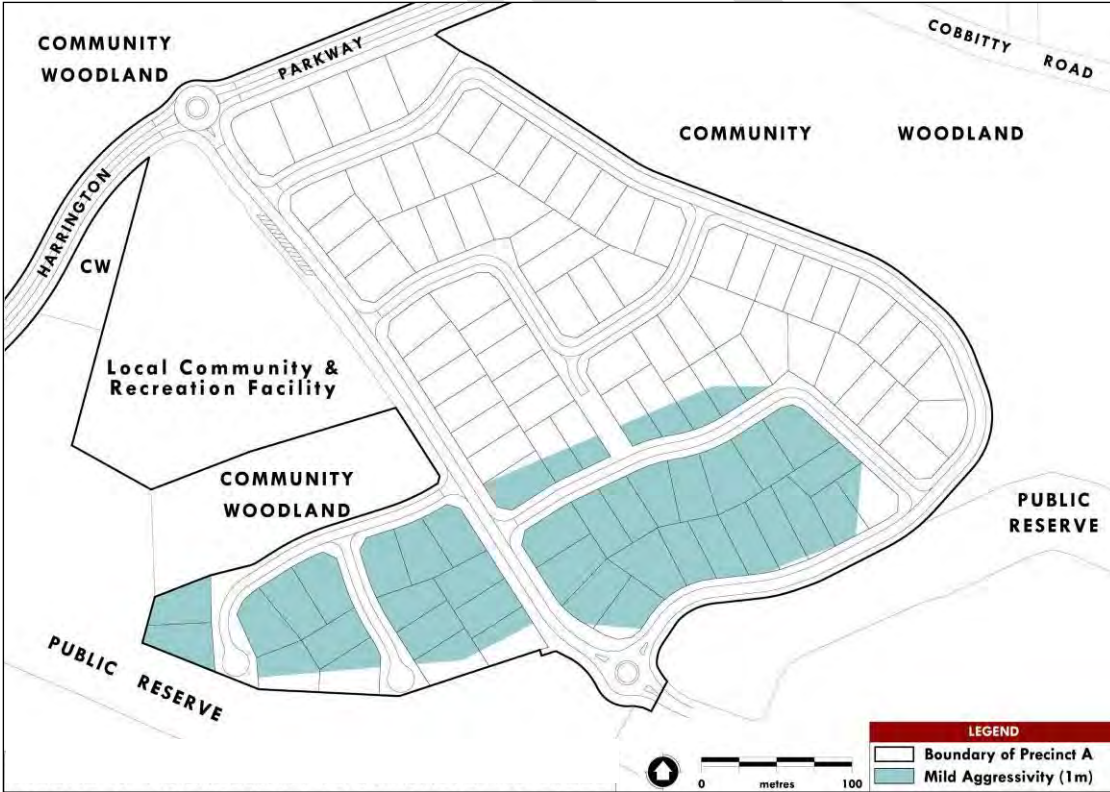 COMMUNITY
WOODLAND
PARKWAY
COBBITTY ROAD
COMMUNITY WOODLAND
HARRINGTON
CW
Local Community &
Recreation Facility
COMMUNITY
WOODLAND
PUBLIC
RESERVE
PUBLIC RESERVE
LEGEND
Boundary of Precinct A
Mild Aggressivity (1m)
0 metres 100